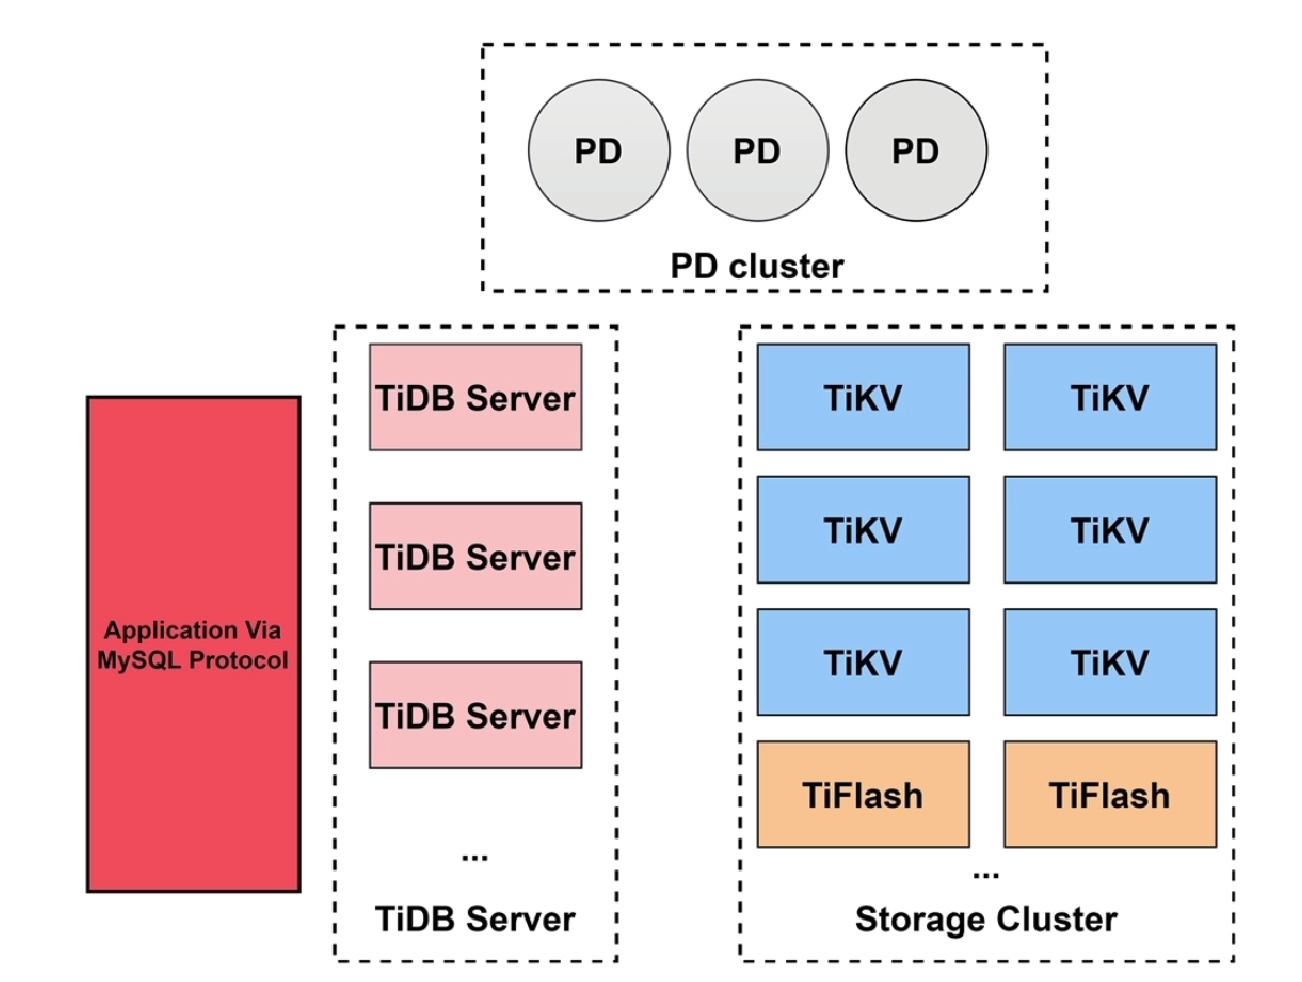 PD PD PD
PD cluster
TiDB Server
TiDB Server
TiDB Server
...
TiDB Server
Application Via
MySQL Protocol
TiKV TiKV
TiKV TiKV
TiKV TiKV
TiFlash TiFlash
...
Storage Cluster